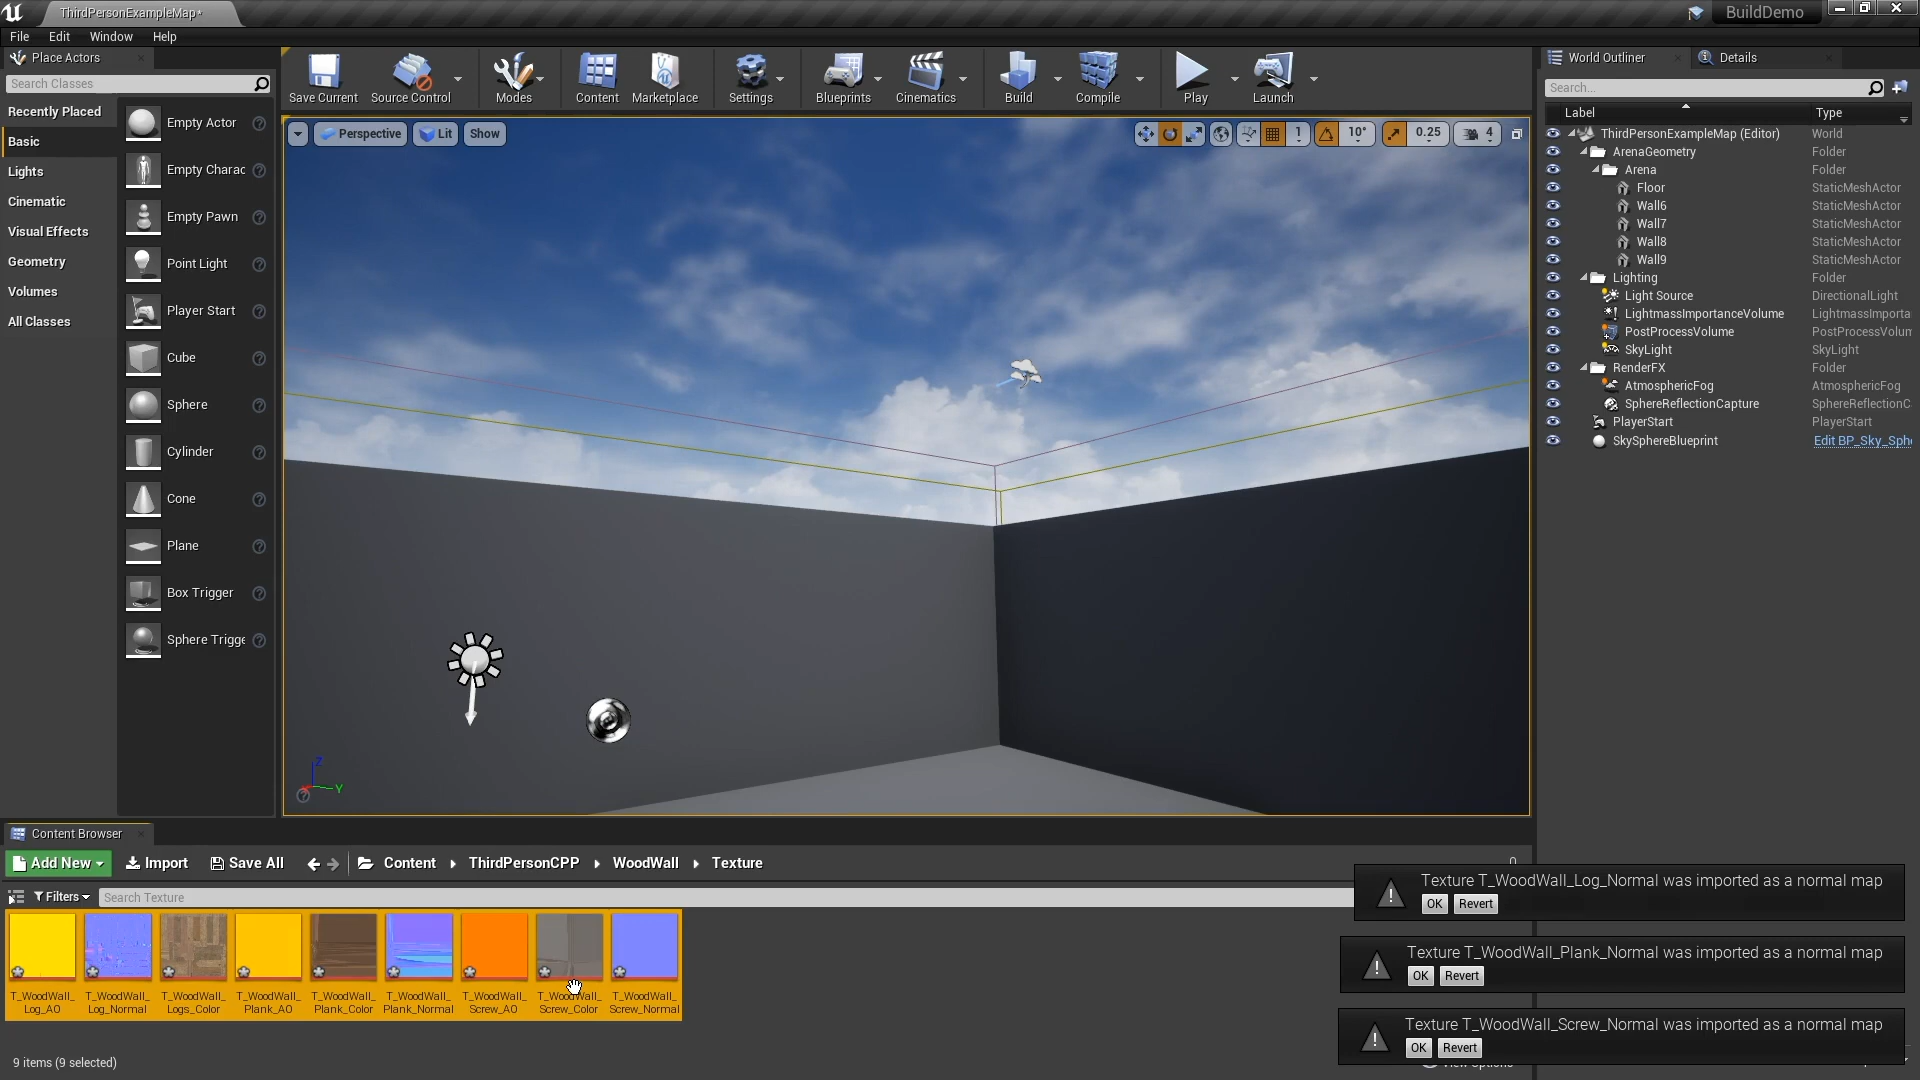 ThirdPersonExampleMap*
BuildDemo
File Edit Window Help
Place Actors
Search Classes
Recently Placed
Basic
Lights
Cinematic
Visual Effects
Geometry
Volumes
All Classes
Empty Actor
Empty Charac
Empty Pawn
Point Light
Player Start
Cube
Sphere
Cylinder
Cone
Plane
Box Trigger
Sphere Trigge
Save Current
Source Control
Modes
Content
Marketplace
Settings
Blueprints
Cinematics
Build
Compile
Play
Launch
Perspective
Lit
Show
1
10°
0.25
4
Z
Y
World Outliner
Details
Search...
Label Type
ThirdPersonExampleMap (Editor) World
ArenaGeometry Folder
Arena Folder
Floor StaticMeshActor
Wall6 StaticMeshActor
Wall7 StaticMeshActor
Wall8 StaticMeshActor
Wall9 StaticMeshActor
Lighting Folder
Light Source DirectionalLight
LightmassImportanceVolume LightmassImporta
PostProcessVolume PostProcessVolum
SkyLight SkyLight
RenderFX Folder
AtmosphericFog AtmosphericFog
SphereReflectionCapture SphereReflectionC
PlayerStart PlayerStart
SkySphereBlueprint Edit BP_Sky_Sph
Content Browser
Add New Import Save All Content ThirdPersonCPP WoodWall Texture
Filters Search Texture
T_WoodWall_
Log_AO
T_WoodWall_
Log_Normal
T_WoodWall_
Logs_Color
T_WoodWall_
Plank_AO
T_WoodWall_
Plank_Color
T_WoodWall_
Plank_Normal
T_WoodWall_
Screw_AO
T_WoodWall_
Screw_Color
T_WoodWall_
Screw_Normal
9 items (9 selected)
Texture T_WoodWall_Log_Normal was imported as a normal map
OK Revert
Texture T_WoodWall_Plank_Normal was imported as a normal map
OK Revert
Texture T_WoodWall_Screw_Normal was imported as a normal map
OK Revert